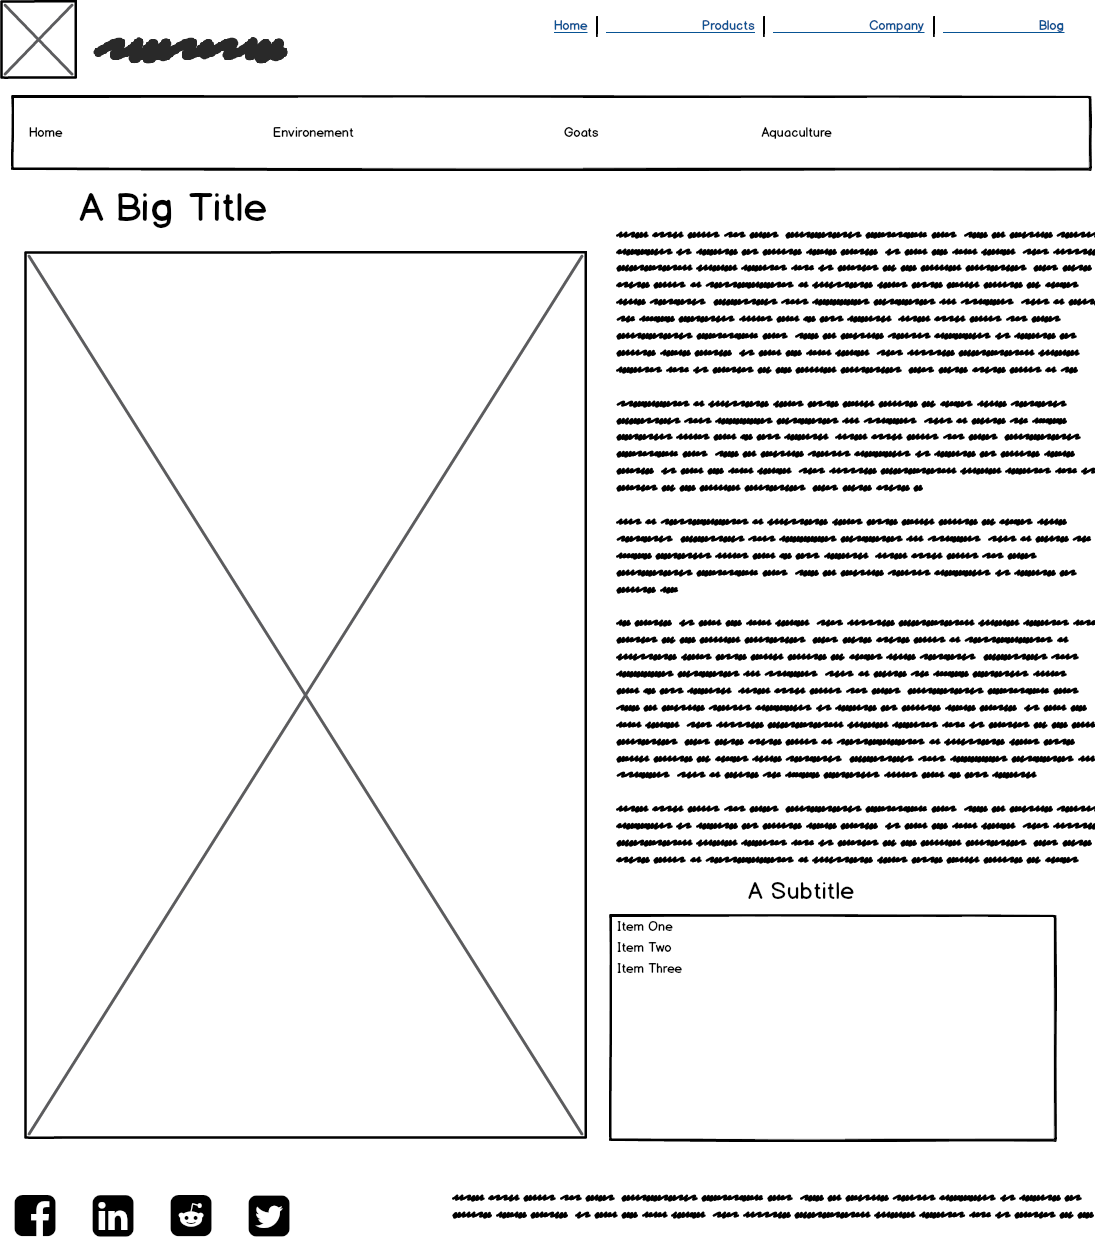 Home Products Company Blog
Home Environement Goats Aquaculture
A Big Title
A Subtitle
Item One
Item Two
Item Three